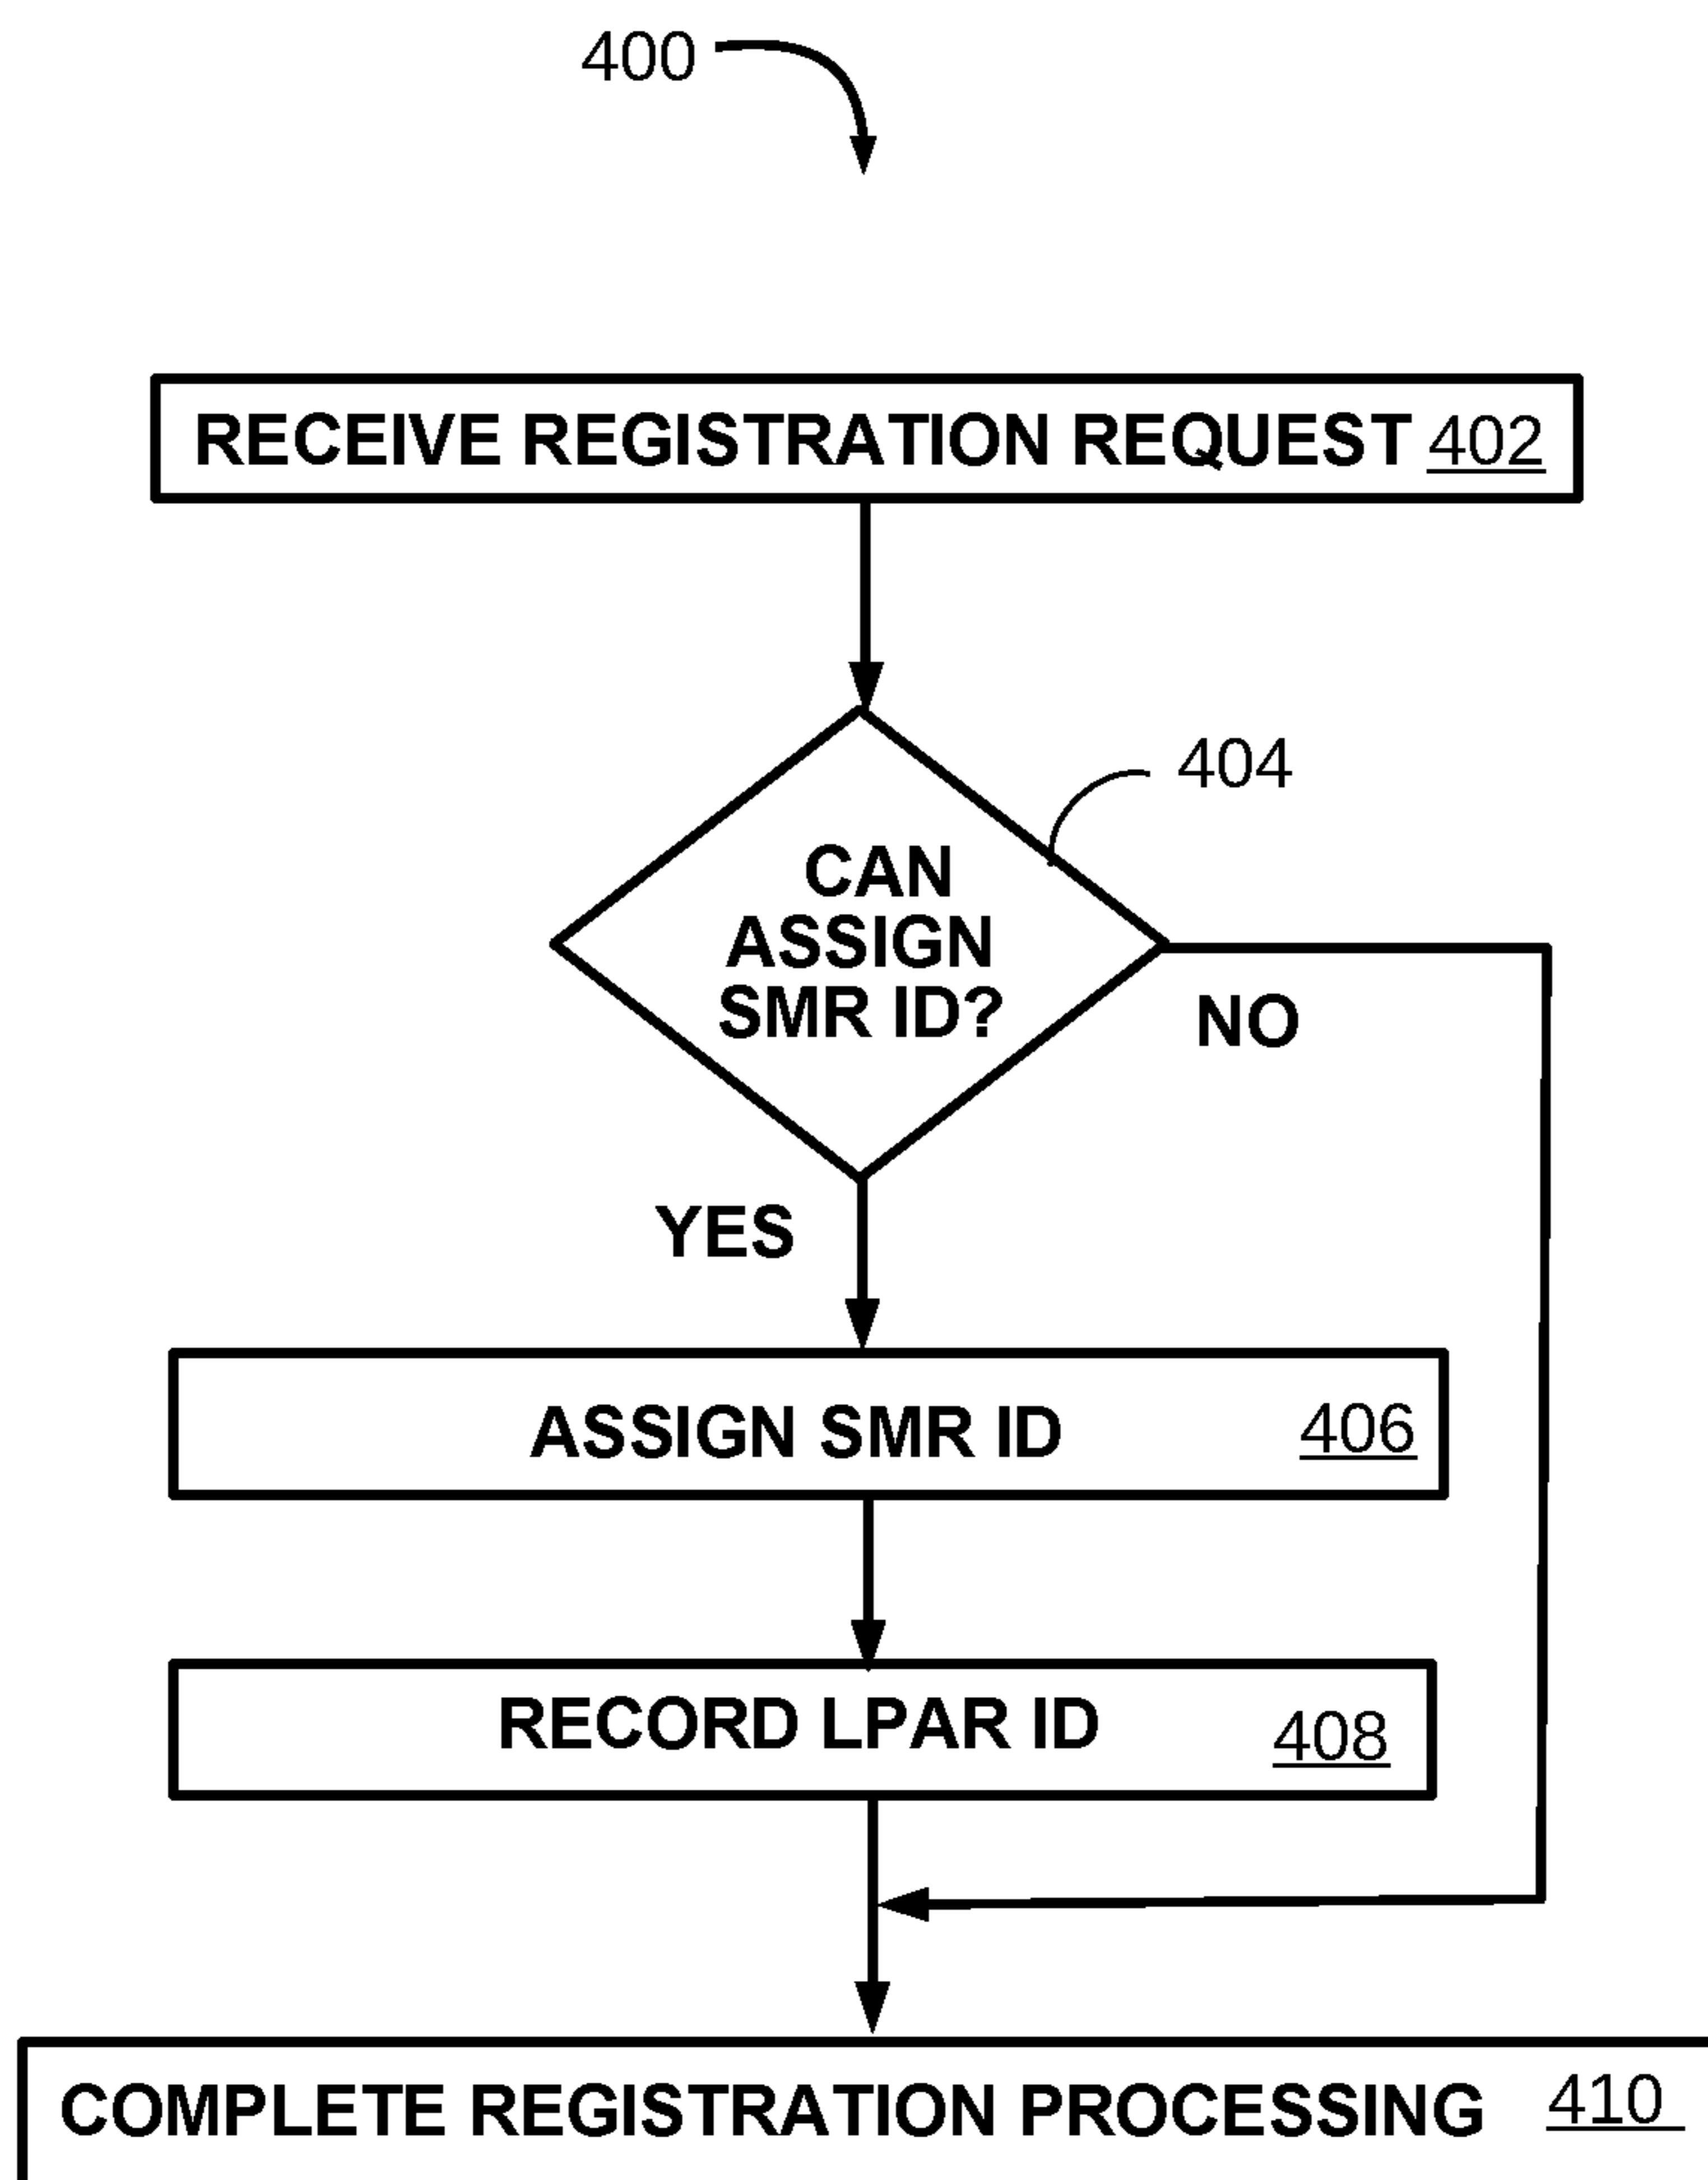 400
RECEIVE REGISTRATION REQUEST 402
404
CAN
ASSIGN
SMR ID?
NO
YES
ASSIGN SMR ID 406
RECORD LPAR ID 408
COMPLETE REGISTRATION PROCESSING 410